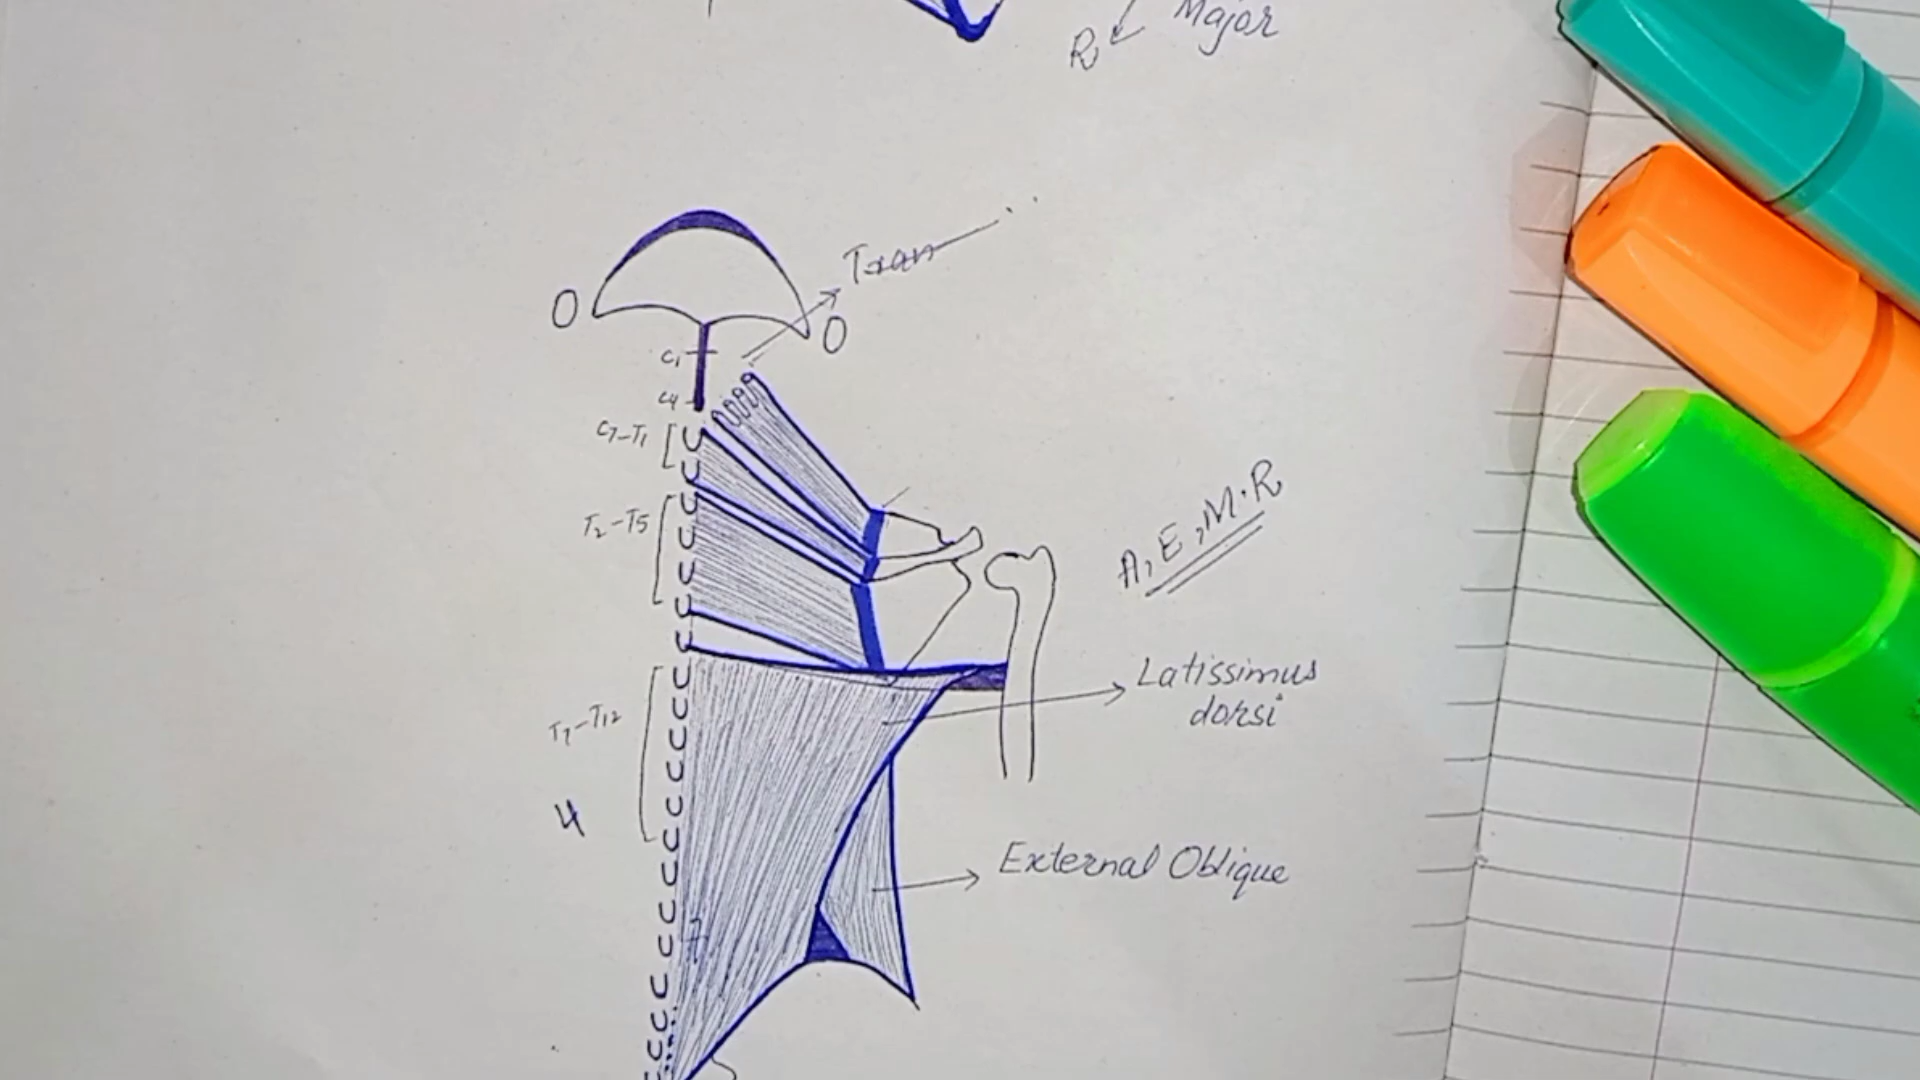 Major
R
Tran
O
O
C1
C4
C7-T1
T2-T5
A, E, M.R
Latissimus
dorsi
T7-T12
4
External Oblique